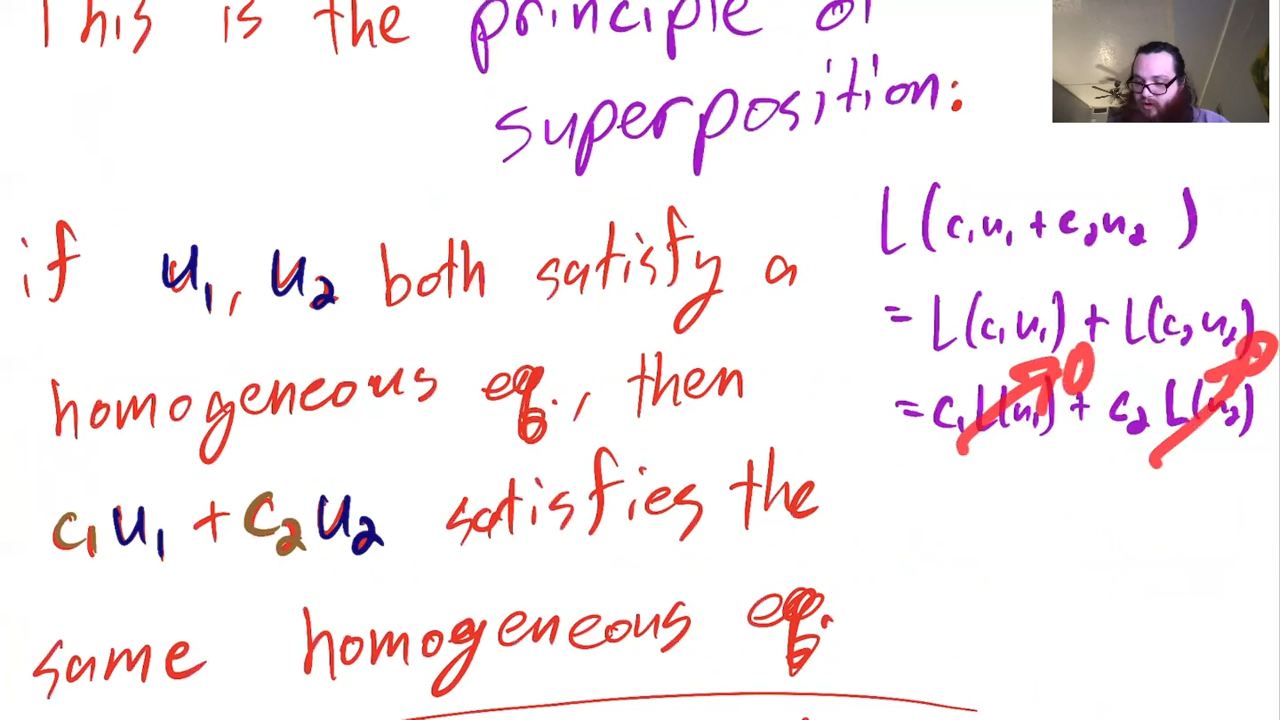 This is the principle of
superposition:
if u₁, u₂ both satisfy a
homogeneous eq., then
c₁u₁ + c₂u₂ satisfies the
same homogeneous eq.
L(c₁u₁ + c₂u₂)
= L(c₁u₁) + L(c₂u₂)
= c₁L(u₁) + c₂L(u₂)
0 0